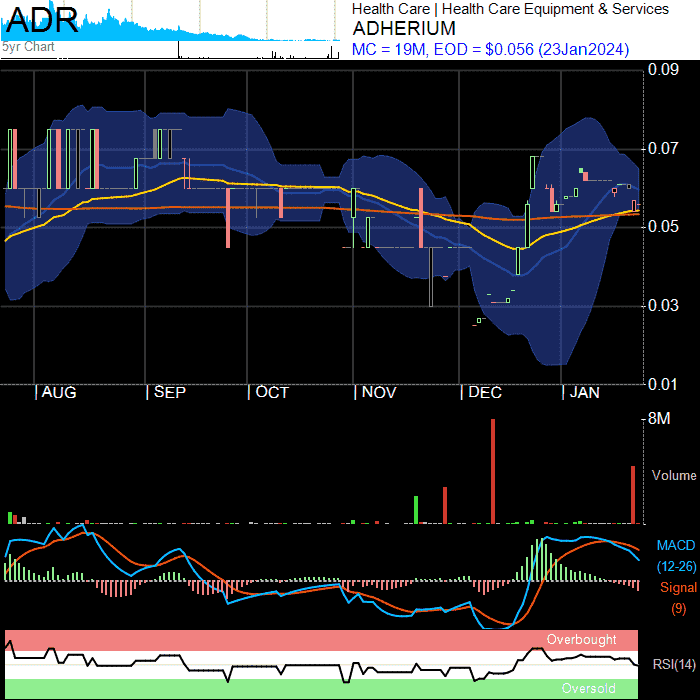 ADR
5yr Chart
Health Care | Health Care Equipment & Services
ADHERIUM
MC = 19M, EOD = $0.056 (23Jan2024)
0.09
0.07
0.05
0.03
0.01
| AUG | SEP | OCT | NOV | DEC | JAN
8M
Volume
MACD
(12-26)
Signal
(9)
Overbought
RSI(14)
Oversold